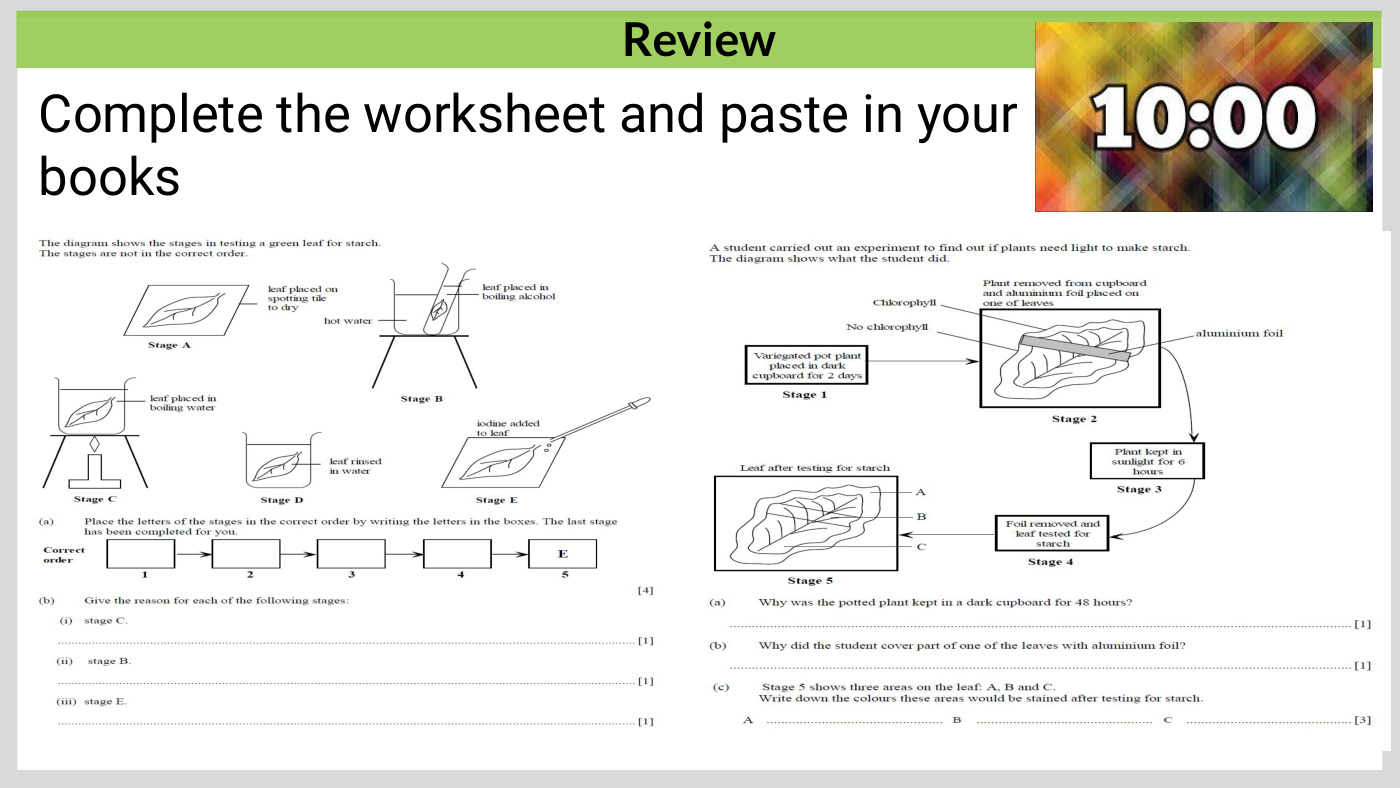 Review
10:00
Complete the worksheet and paste in your
books
The diagram shows the stages in testing a green leaf for starch.
The stages are not in the correct order.
leaf placed on
spotting tile
to dry
Stage A
hot water
leaf placed in
boiling alcohol
Stage B
leaf placed in
boiling water
Stage C
leaf rinsed
in water
Stage D
iodine added
to leaf
Stage E
(a) Place the letters of the stages in the correct order by writing the letters in the boxes. The last stage
has been completed for you.
Correct
order
E
1 2 3 4 5
[4]
(b) Give the reason for each of the following stages:
(i) stage C.
[1]
(ii) stage B.
[1]
(iii) stage E.
[1]
A student carried out an experiment to find out if plants need light to make starch.
The diagram shows what the student did.
Variegated pot plant
placed in dark
cupboard for 2 days
Stage 1
Plant removed from cupboard
and aluminium foil placed on
one of leaves
Chlorophyll
No chlorophyll
aluminium foil
Stage 2
Plant kept in
sunlight for 6
hours
Stage 3
Foil removed and
leaf tested for
starch
Stage 4
Leaf after testing for starch
A
B
C
Stage 5
(a) Why was the potted plant kept in a dark cupboard for 48 hours?
[1]
(b) Why did the student cover part of one of the leaves with aluminium foil?
[1]
(c) Stage 5 shows three areas on the leaf: A, B and C.
Write down the colours these areas would be stained after testing for starch.
A B C [3]